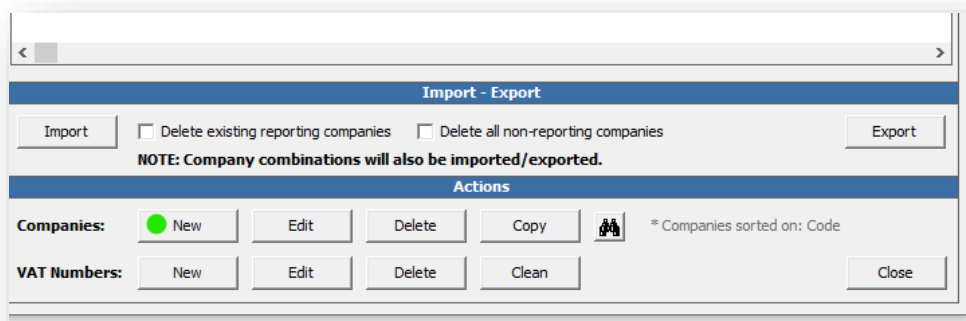 Import - Export
Import Delete existing reporting companies Delete all non-reporting companies Export
NOTE: Company combinations will also be imported/exported.
Actions
Companies: New Edit Delete Copy * Companies sorted on: Code
VAT Numbers: New Edit Delete Clean Close